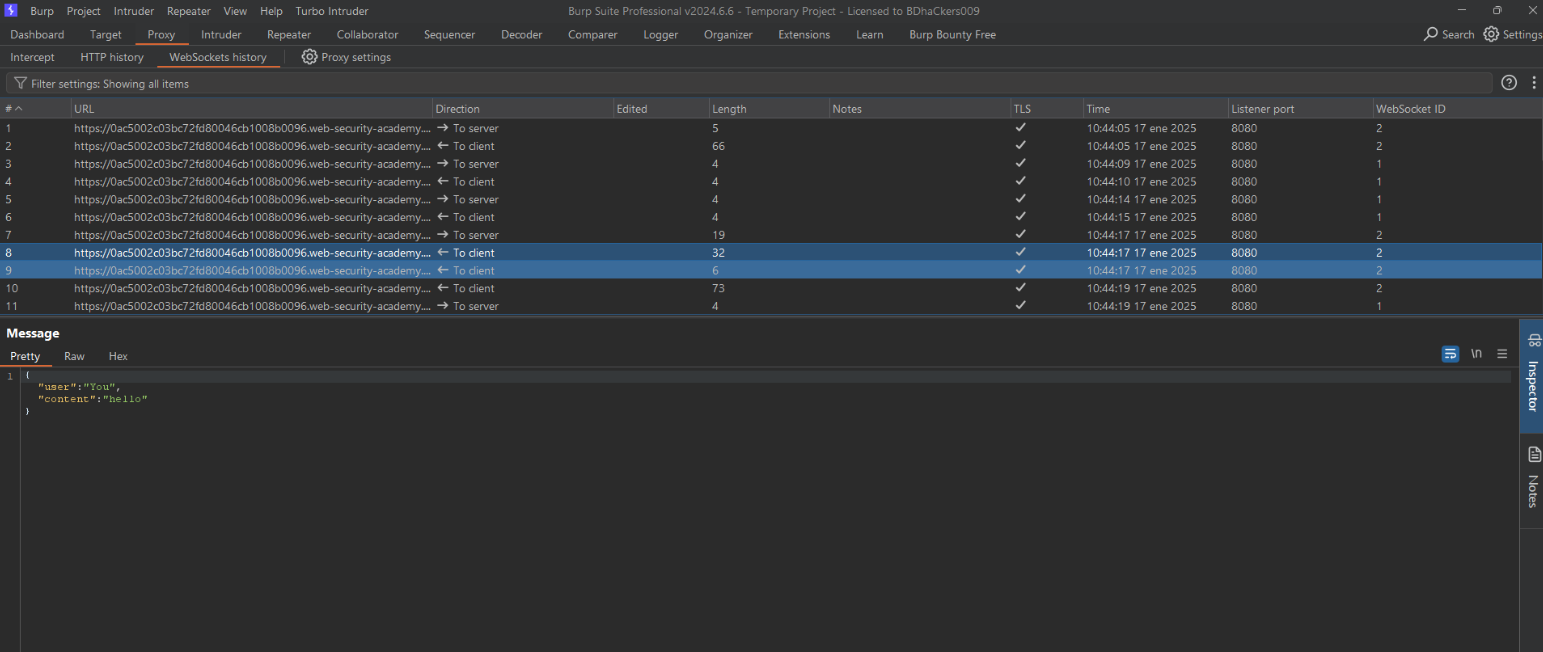 Burp Project Intruder Repeater View Help Turbo Intruder Burp Suite Professional v2024.6.6 - Temporary Project - Licensed to BDhaCkers009
Dashboard Target Proxy Intruder Repeater Collaborator Sequencer Decoder Comparer Logger Organizer Extensions Learn Burp Bounty Free Search Settings
Intercept HTTP history WebSockets history Proxy settings
Filter settings: Showing all items
# URL Direction Edited Length Notes TLS Time Listener port WebSocket ID
1 https://0ac5002c03bc72fd80046cb1008b0096.web-security-academy.... → To server 5 ✓ 10:44:05 17 ene 2025 8080 2
2 https://0ac5002c03bc72fd80046cb1008b0096.web-security-academy.... ← To client 66 ✓ 10:44:05 17 ene 2025 8080 2
3 https://0ac5002c03bc72fd80046cb1008b0096.web-security-academy.... → To server 4 ✓ 10:44:09 17 ene 2025 8080 1
4 https://0ac5002c03bc72fd80046cb1008b0096.web-security-academy.... ← To client 4 ✓ 10:44:10 17 ene 2025 8080 1
5 https://0ac5002c03bc72fd80046cb1008b0096.web-security-academy.... → To server 4 ✓ 10:44:14 17 ene 2025 8080 1
6 https://0ac5002c03bc72fd80046cb1008b0096.web-security-academy.... ← To client 4 ✓ 10:44:15 17 ene 2025 8080 1
7 https://0ac5002c03bc72fd80046cb1008b0096.web-security-academy.... → To server 19 ✓ 10:44:17 17 ene 2025 8080 2
8 https://0ac5002c03bc72fd80046cb1008b0096.web-security-academy.... ← To client 32 ✓ 10:44:17 17 ene 2025 8080 2
9 https://0ac5002c03bc72fd80046cb1008b0096.web-security-academy.... ← To client 6 ✓ 10:44:17 17 ene 2025 8080 2
10 https://0ac5002c03bc72fd80046cb1008b0096.web-security-academy.... ← To client 73 ✓ 10:44:19 17 ene 2025 8080 2
11 https://0ac5002c03bc72fd80046cb1008b0096.web-security-academy.... → To server 4 ✓ 10:44:19 17 ene 2025 8080 1
Message
Pretty Raw Hex \n
1 {
"user":"You",
"content":"hello"
}
Inspector
Notes